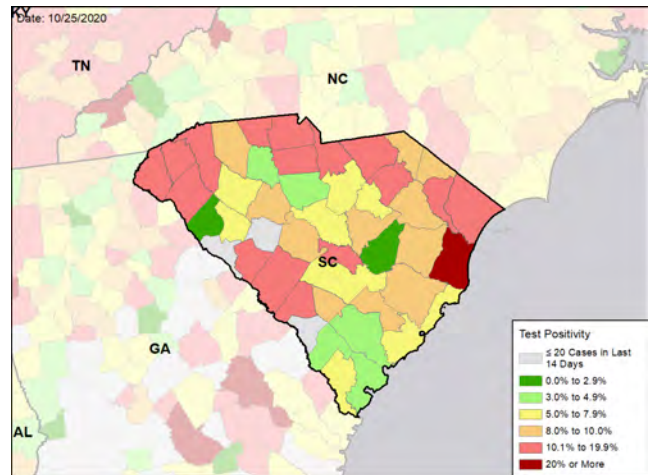 KY
Date: 10/25/2020
TN
NC
SC
GA
AL
Test Positivity
≤ 20 Cases in Last
14 Days
0.0% to 2.9%
3.0% to 4.9%
5.0% to 7.9%
8.0% to 10.0%
10.1% to 19.9%
20% or More